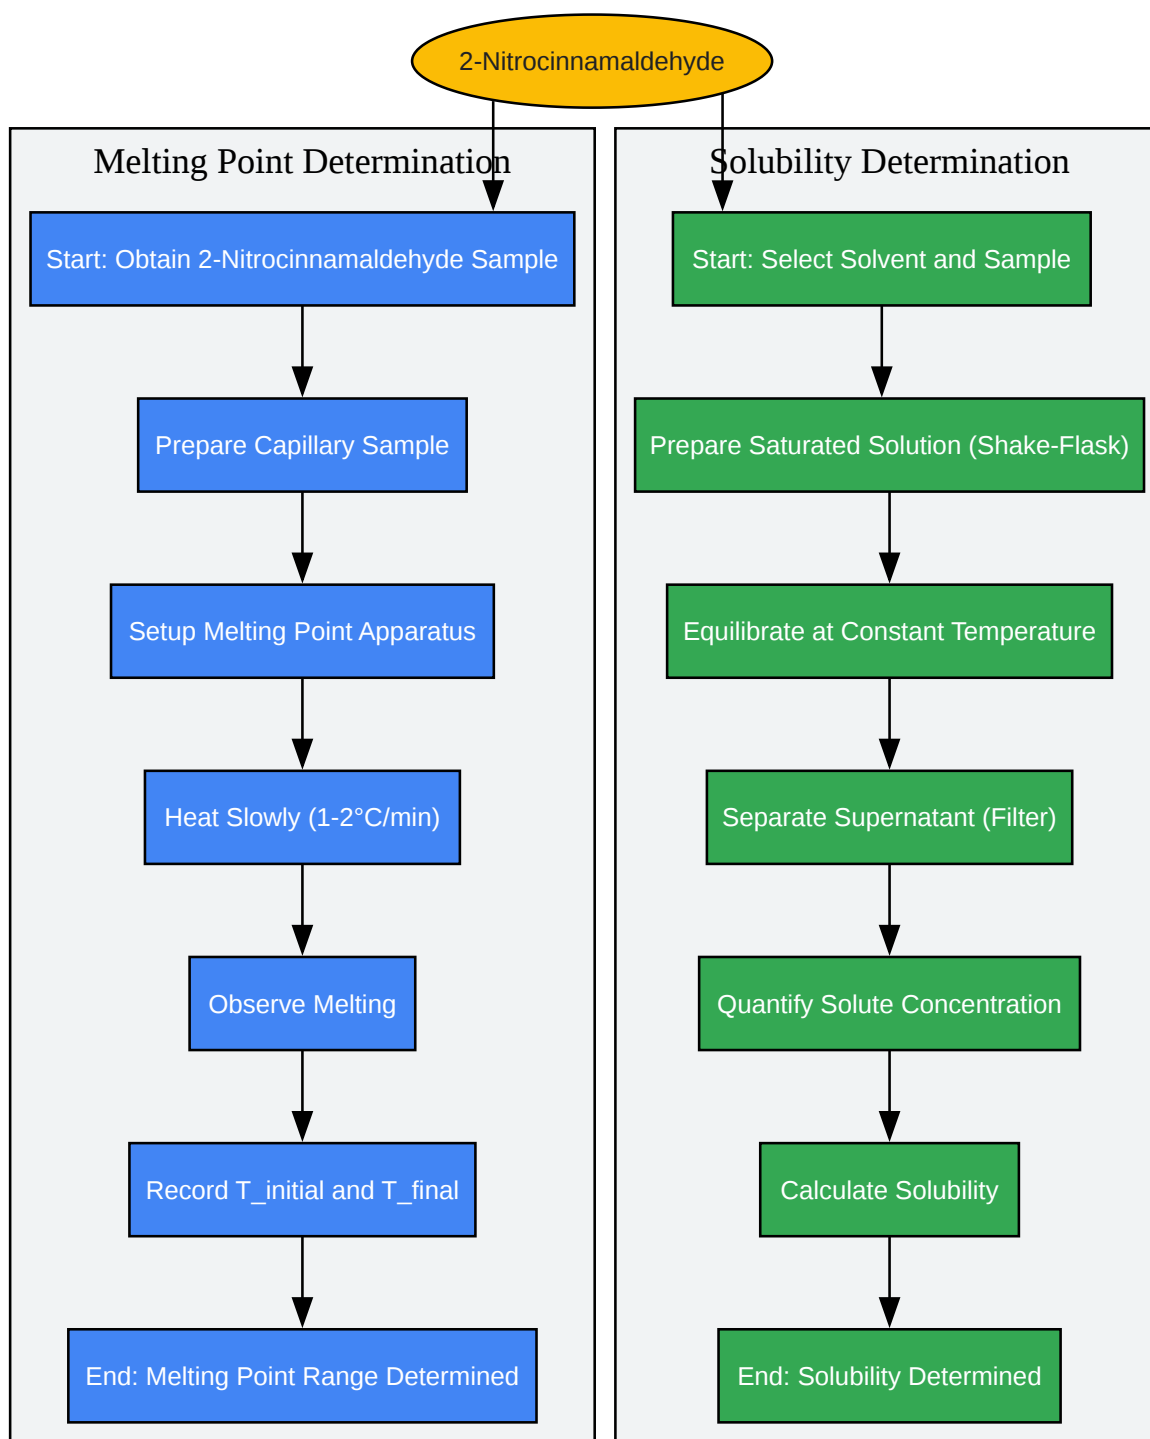 2-Nitrocinnamaldehyde
Melting Point Determination
Start: Obtain 2-Nitrocinnamaldehyde Sample
Prepare Capillary Sample
Setup Melting Point Apparatus
Heat Slowly (1-2°C/min)
Observe Melting
Record T_initial and T_final
End: Melting Point Range Determined
Solubility Determination
Start: Select Solvent and Sample
Prepare Saturated Solution (Shake-Flask)
Equilibrate at Constant Temperature
Separate Supernatant (Filter)
Quantify Solute Concentration
Calculate Solubility
End: Solubility Determined